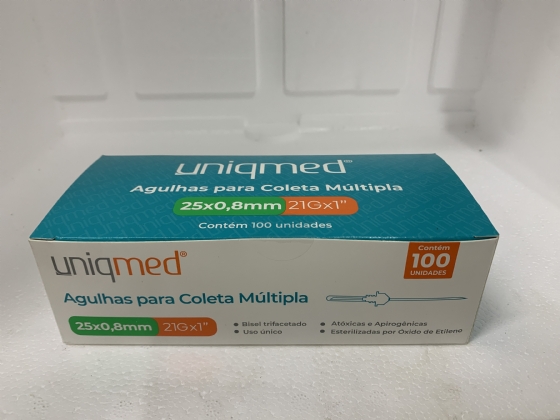 uniqmed®
Agulhas para Coleta Múltipla
25x0,8mm 21Gx1"
Contém 100 unidades
uniqmed®
Contém
100
UNIDADES
Agulhas para Coleta Múltipla
25x0,8mm 21Gx1"
• Bisel trifacetado
• Uso único
• Atóxicas e Apirogênicas
• Esterilizadas por Óxido de Etileno